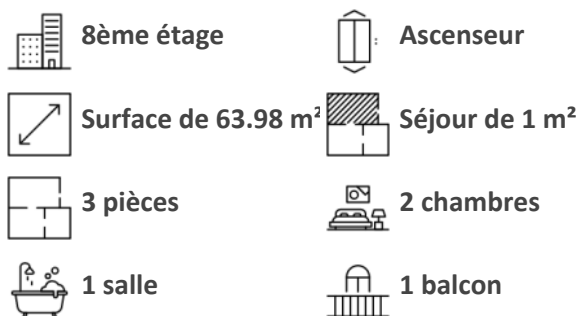 8ème étage
Ascenseur
Surface de 63.98 m²
Séjour de 1 m²
3 pièces
2 chambres
1 salle
1 balcon